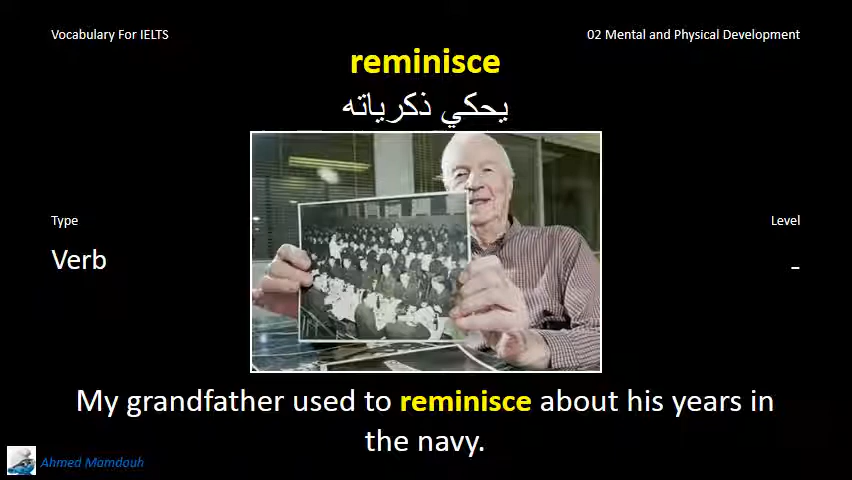 Vocabulary For IELTS
02 Mental and Physical Development
reminisce
يحكي ذكرياته
Type
Level
Verb
-
My grandfather used to reminisce about his years in
the navy.
Ahmed Mamdouh